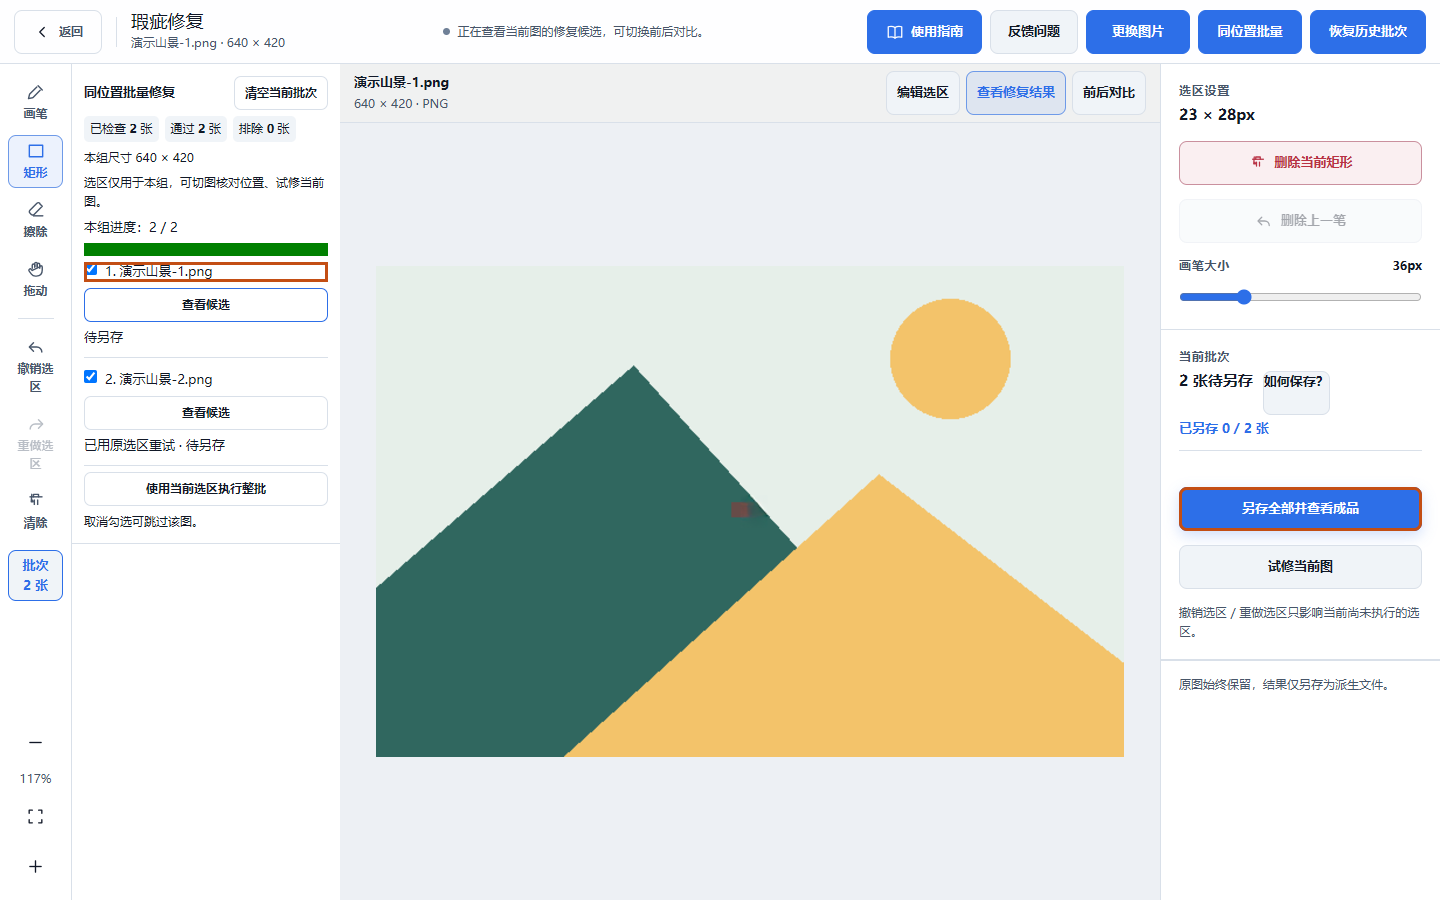 返回
瑕疵修复
演示山景-1.png · 640 × 420
正在查看当前图的修复候选，可切换前后对比。
使用指南
反馈问题
更换图片
同位置批量
恢复历史批次
画笔
矩形
擦除
拖动
撤销选
区
重做选
区
清除
批次
2 张
117%
同位置批量修复
清空当前批次
已检查 2 张
通过 2 张
排除 0 张
本组尺寸 640 × 420
选区仅用于本组，可切图核对位置、试修当前
图。
本组进度：2 / 2
1. 演示山景-1.png
查看候选
待另存
2. 演示山景-2.png
查看候选
已用原选区重试 · 待另存
使用当前选区执行整批
取消勾选可跳过该图。
演示山景-1.png
640 × 420 · PNG
编辑选区
查看修复结果
前后对比
选区设置
23 × 28px
删除当前矩形
删除上一笔
画笔大小
36px
当前批次
2 张待另存
如何保存？
已另存 0 / 2 张
另存全部并查看成品
试修当前图
撤销选区 / 重做选区只影响当前尚未执行的选
区。
原图始终保留，结果仅另存为派生文件。